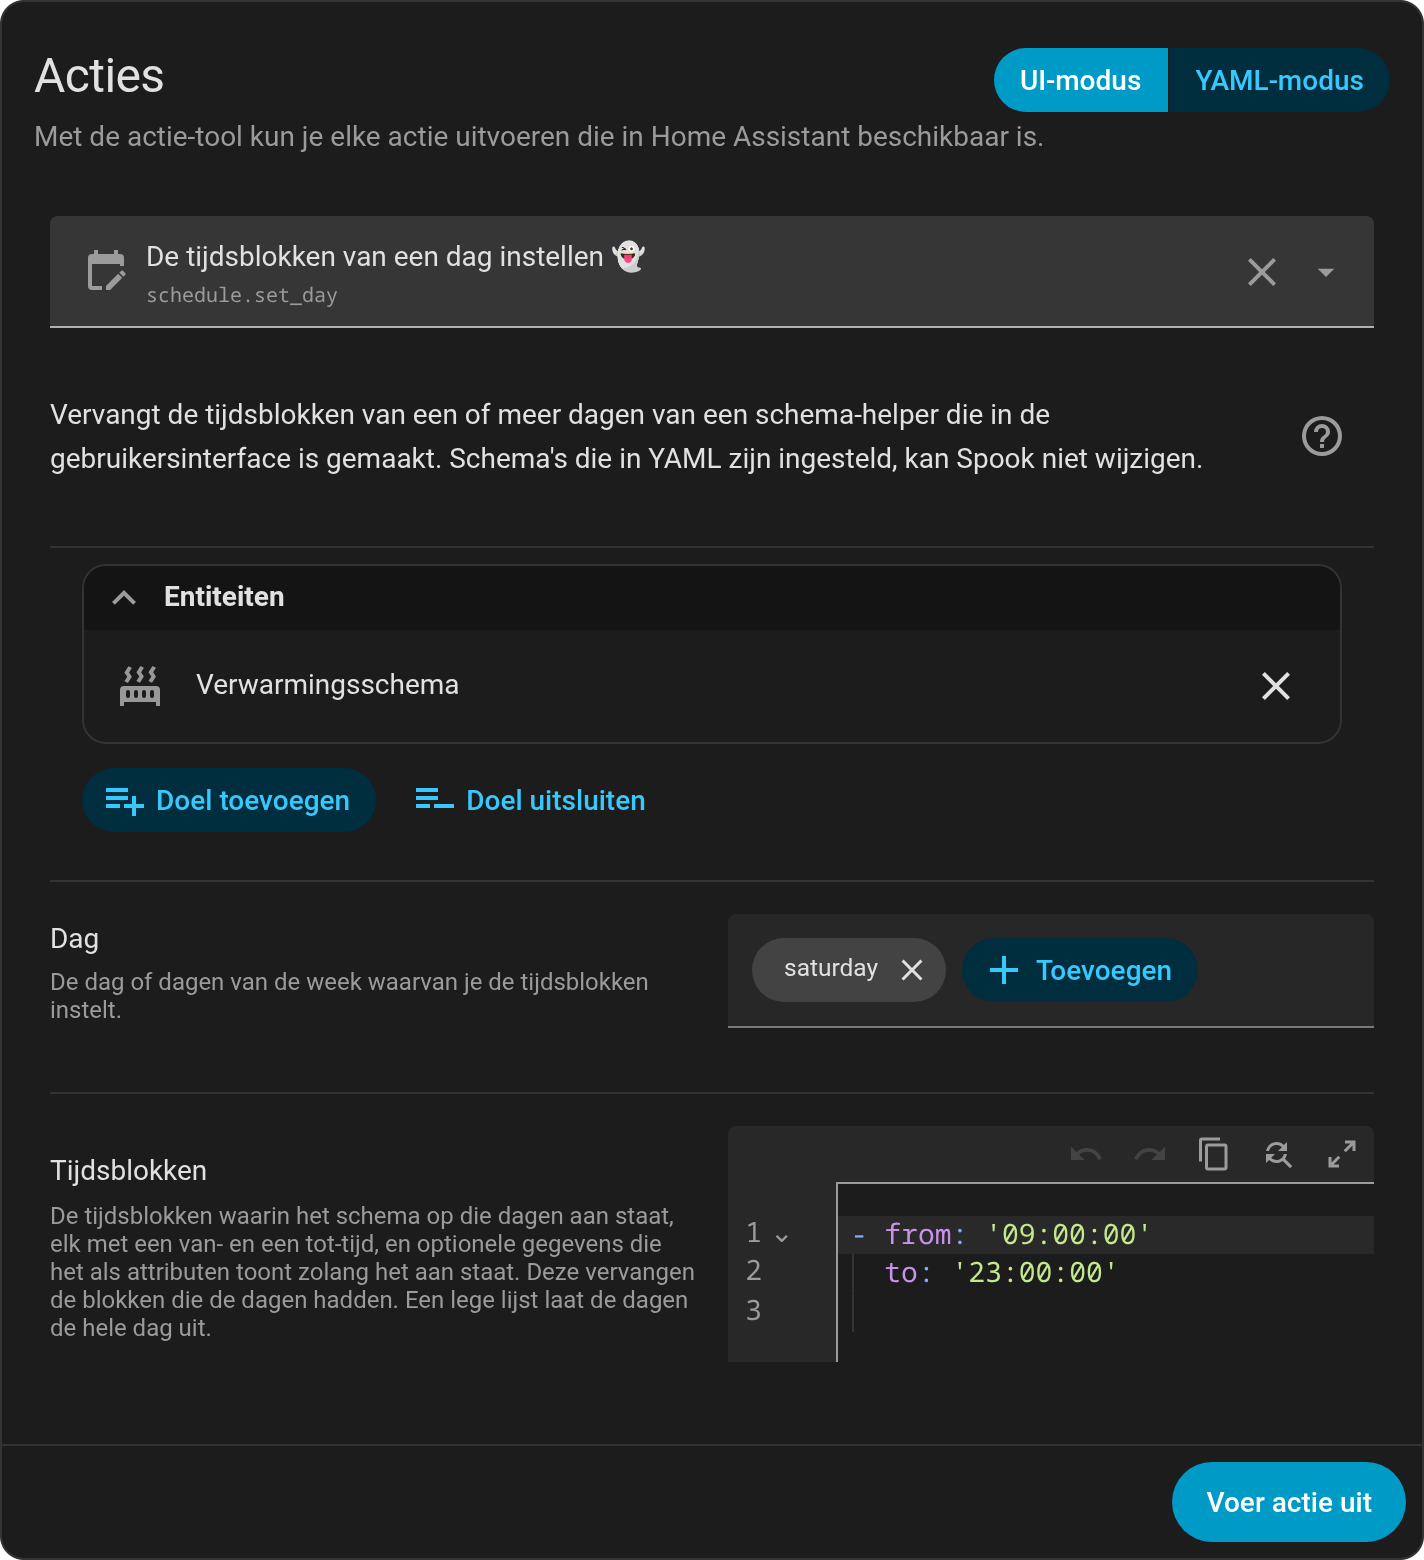 Acties
UI-modus
YAML-modus
Met de actie-tool kun je elke actie uitvoeren die in Home Assistant beschikbaar is.
De tijdsblokken van een dag instellen 👻
schedule.set_day
Vervangt de tijdsblokken van een of meer dagen van een schema-helper die in de
gebruikersinterface is gemaakt. Schema's die in YAML zijn ingesteld, kan Spook niet wijzigen.
Entiteiten
Verwarmingsschema
Doel toevoegen
Doel uitsluiten
Dag
De dag of dagen van de week waarvan je de tijdsblokken
instelt.
saturday
Toevoegen
Tijdsblokken
De tijdsblokken waarin het schema op die dagen aan staat,
elk met een van- en een tot-tijd, en optionele gegevens die
het als attributen toont zolang het aan staat. Deze vervangen
de blokken die de dagen hadden. Een lege lijst laat de dagen
de hele dag uit.
1 - from: '09:00:00'
2 to: '23:00:00'
3
Voer actie uit